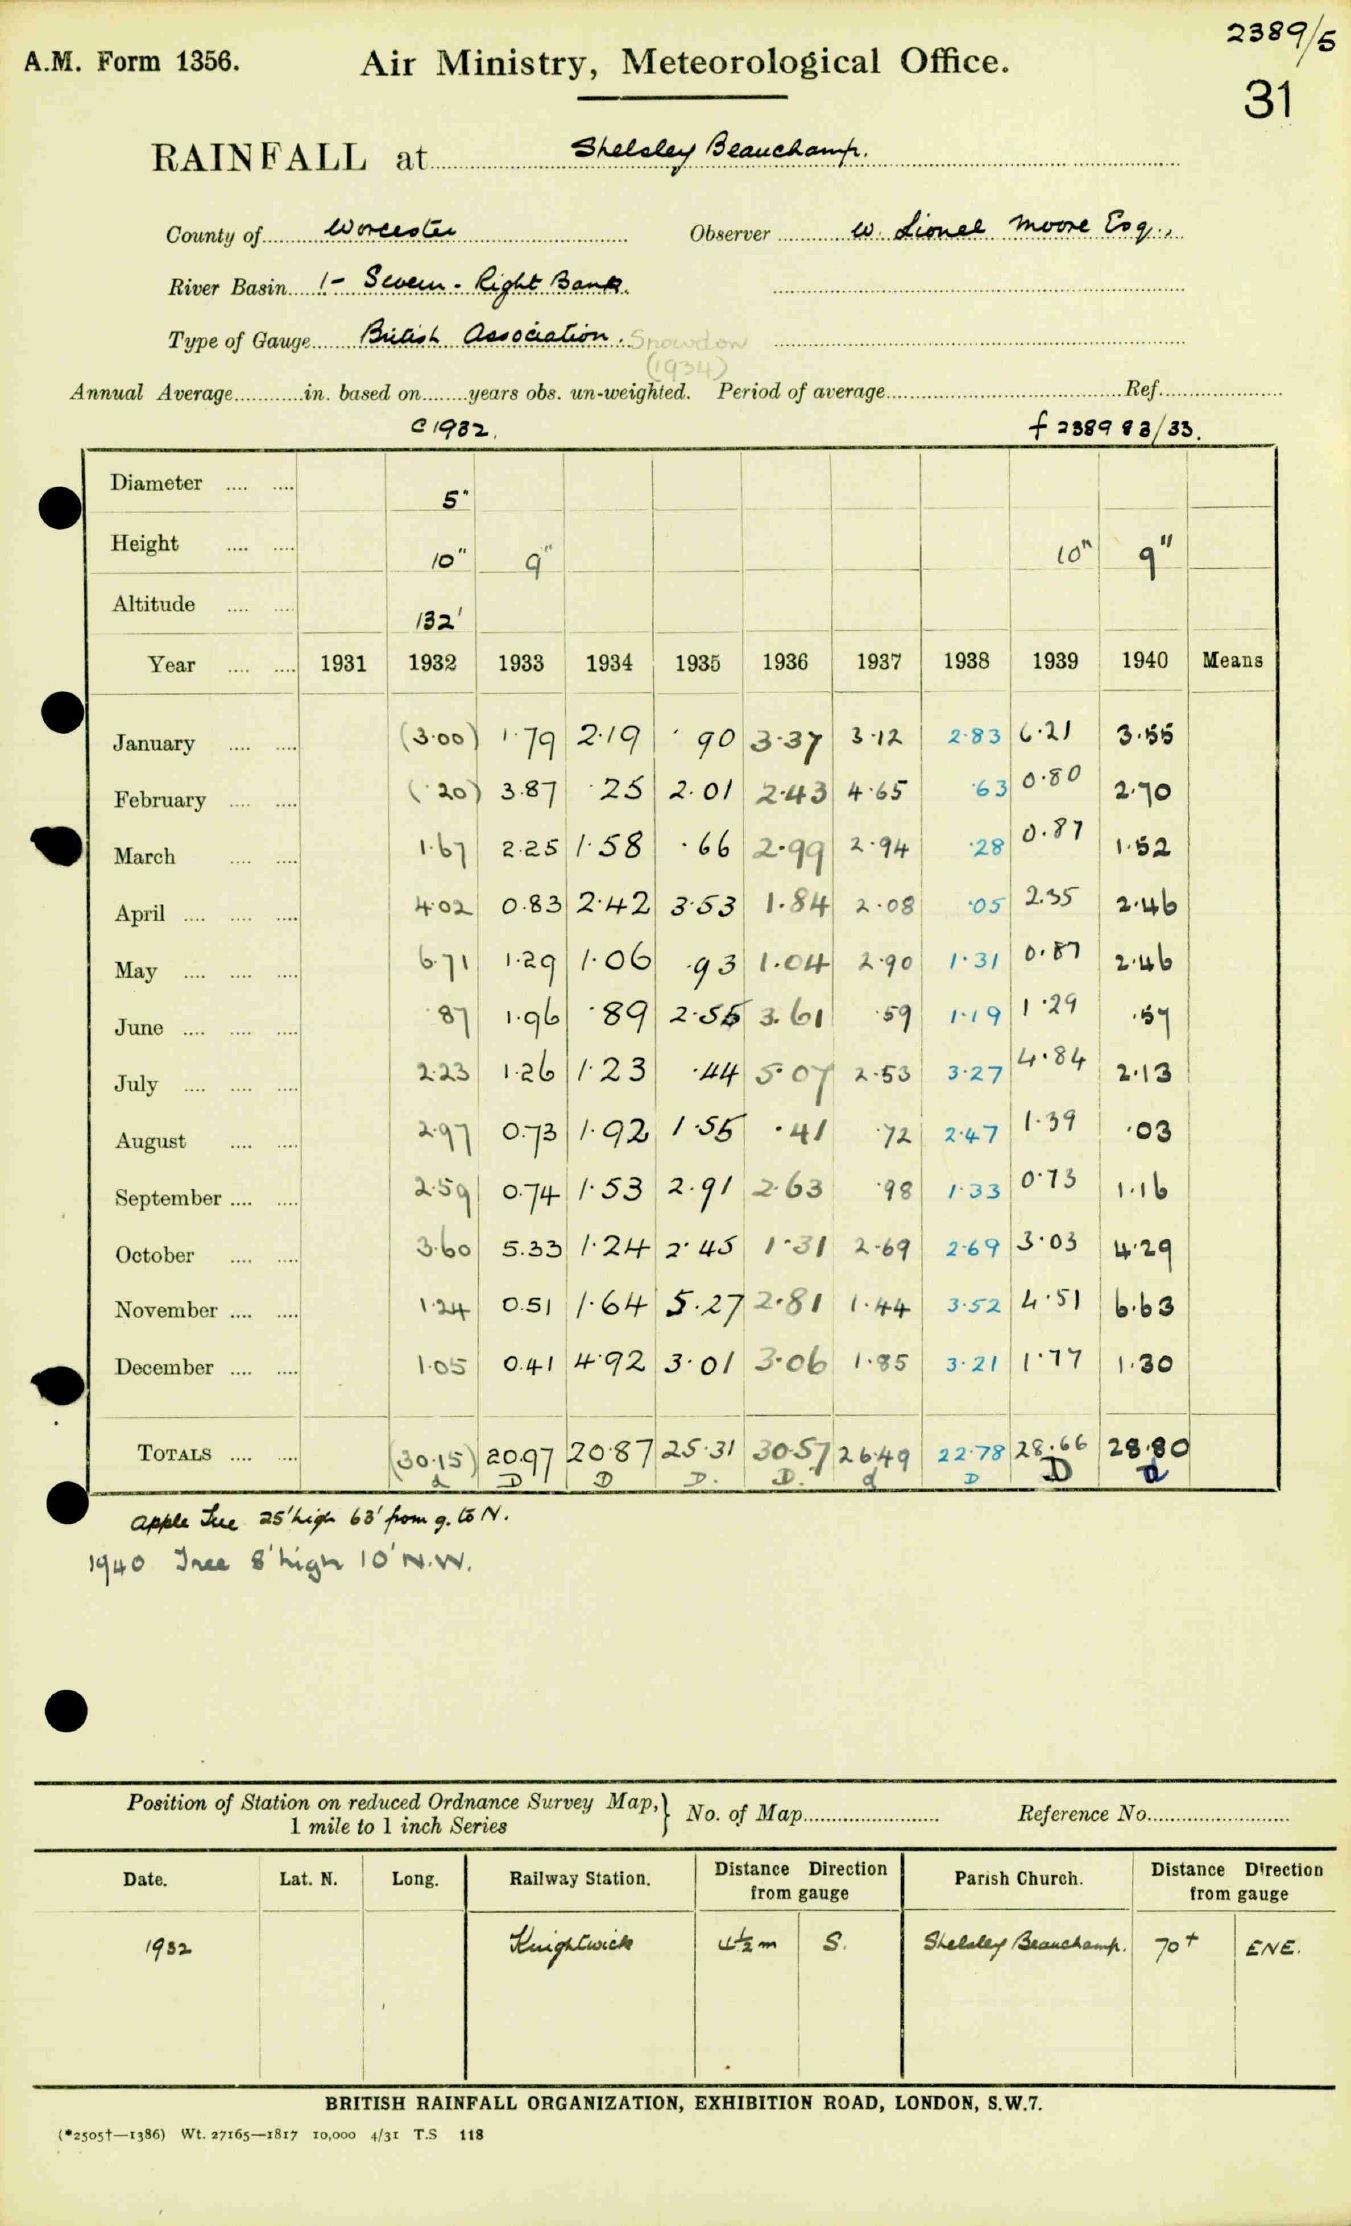 2389/5
A.M. Form 1356. Air Ministry, Meteorological Office.
31
RAINFALL at Shelsley Beauchamp.
County of Worcester Observer W. Lionel Moore Esq.,
River Basin 1- Severn - Right Bank.
Type of Gauge British Association. Snowdon
(1934)
Annual Average in. based on years obs. un-weighted. Period of average Ref.
C 1932. f 2389 83/33.
Diameter 5"
Height 10" 9" 10" 9"
Altitude 132'
Year 1931 1932 1933 1934 1935 1936 1937 1938 1939 1940 Means
January (3.00) 1.79 2.19 .90 3.37 3.12 2.83 6.21 3.55
February (.20) 3.87 .25 2.01 2.43 4.65 .63 0.80 2.70
March 1.67 2.25 1.58 .66 2.99 2.94 .28 0.87 1.52
April 4.02 0.83 2.42 3.53 1.84 2.08 .05 2.35 2.46
May 6.71 1.29 1.06 .93 1.04 2.90 1.31 0.87 2.46
June .87 1.96 .89 2.55 3.61 .59 1.19 1.29 .57
July 2.23 1.26 1.23 .44 5.07 2.53 3.27 4.84 2.13
August 2.97 0.73 1.92 1.55 .41 .72 2.47 1.39 .03
September 2.59 0.74 1.53 2.91 2.63 .98 1.33 0.73 1.16
October 3.60 5.33 1.24 2.45 1.31 2.69 2.69 3.03 4.29
November 1.24 0.51 1.64 5.27 2.81 1.44 3.52 4.51 6.63
December 1.05 0.41 4.92 3.01 3.06 1.85 3.21 1.77 1.30
TOTALS (30.15) 20.97 20.87 25.31 30.57 26.49 22.78 28.66 28.80
d D D D. D. d D D d
Apple Tree 25' high 63' from g. to N.
1940 Tree 8' high 10' N.W.
Position of Station on reduced Ordnance Survey Map, } No. of Map Reference No.
1 mile to 1 inch Series
Date. Lat. N. Long. Railway Station. Distance Direction from gauge Parish Church. Distance Direction from gauge
1932 Knightwick 4½ m S. Shelsley Beauchamp. 70+ ENE.
BRITISH RAINFALL ORGANIZATION, EXHIBITION ROAD, LONDON, S.W.7.
(*2505†—1386) Wt. 27165—1817 10,000 4/31 T.S 118